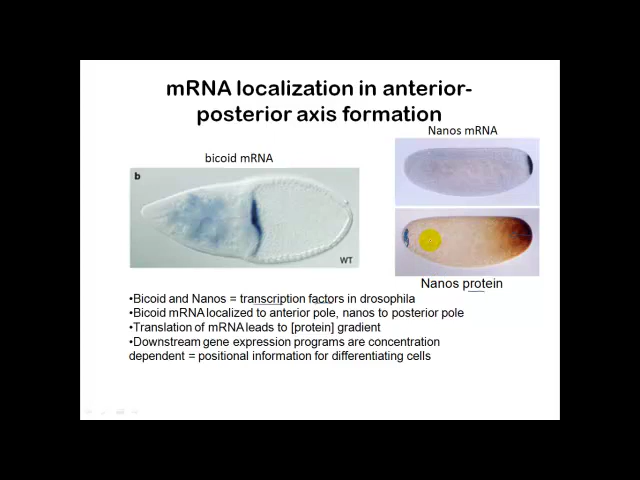 mRNA localization in anterior-
posterior axis formation
Nanos mRNA
bicoid mRNA
b
WT
Nanos protein
•Bicoid and Nanos = transcription factors in drosophila
•Bicoid mRNA localized to anterior pole, nanos to posterior pole
•Translation of mRNA leads to [protein] gradient
•Downstream gene expression programs are concentration
dependent = positional information for differentiating cells